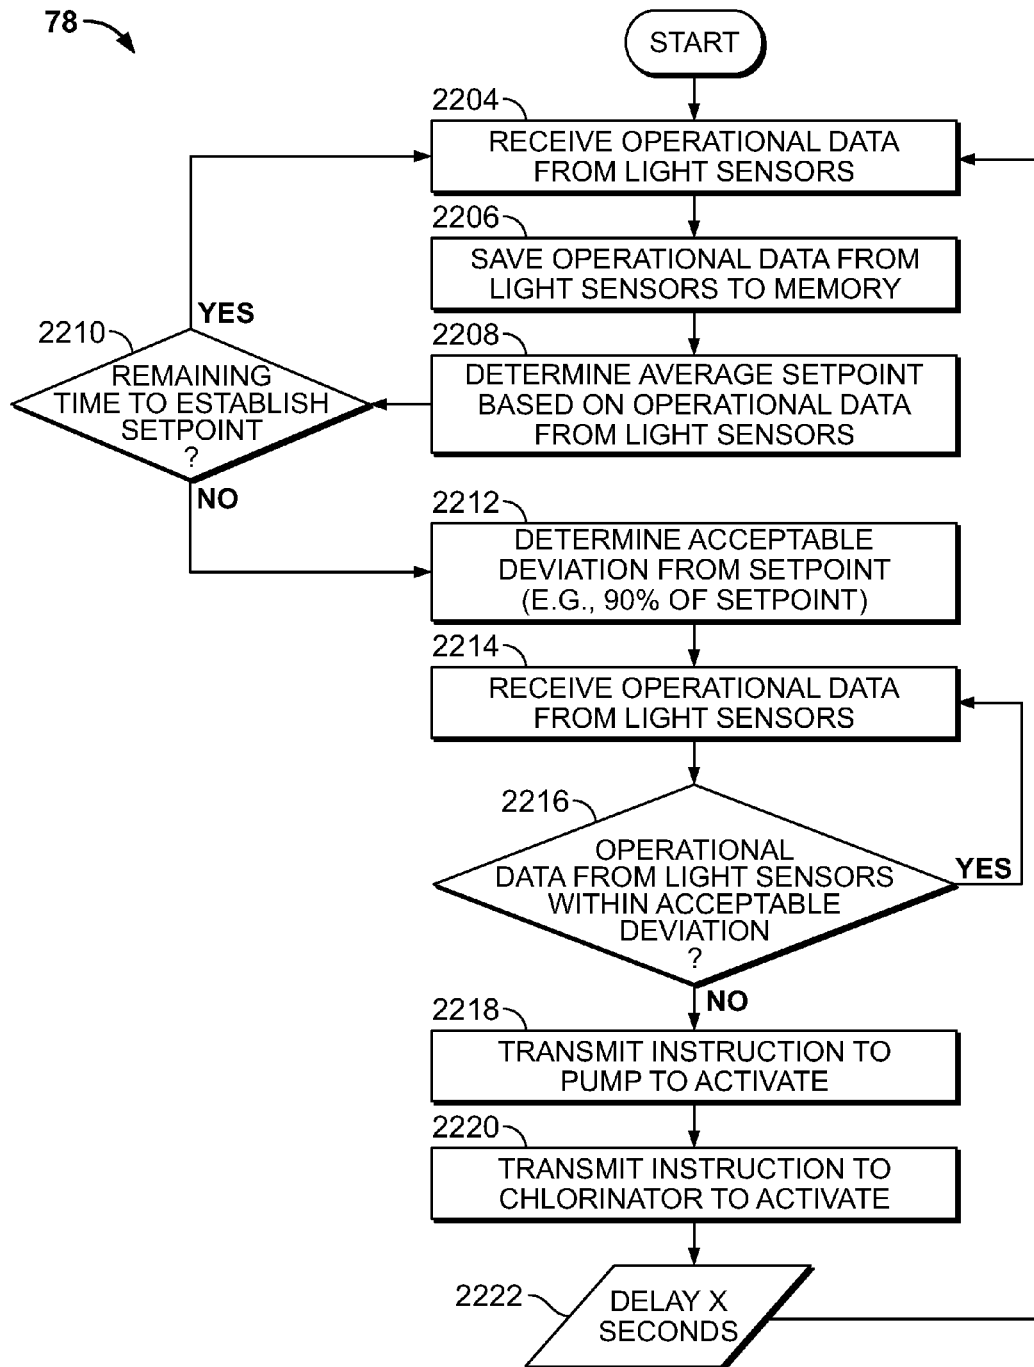 78
START
2204
RECEIVE OPERATIONAL DATA
FROM LIGHT SENSORS
2206
SAVE OPERATIONAL DATA FROM
LIGHT SENSORS TO MEMORY
2208
DETERMINE AVERAGE SETPOINT
BASED ON OPERATIONAL DATA
FROM LIGHT SENSORS
YES
2210
REMAINING
TIME TO ESTABLISH
SETPOINT
?
NO
2212
DETERMINE ACCEPTABLE
DEVIATION FROM SETPOINT
(E.G., 90% OF SETPOINT)
2214
RECEIVE OPERATIONAL DATA
FROM LIGHT SENSORS
2216
OPERATIONAL
DATA FROM LIGHT SENSORS
WITHIN ACCEPTABLE
DEVIATION
?
YES
NO
2218
TRANSMIT INSTRUCTION TO
PUMP TO ACTIVATE
2220
TRANSMIT INSTRUCTION TO
CHLORINATOR TO ACTIVATE
2222
DELAY X
SECONDS